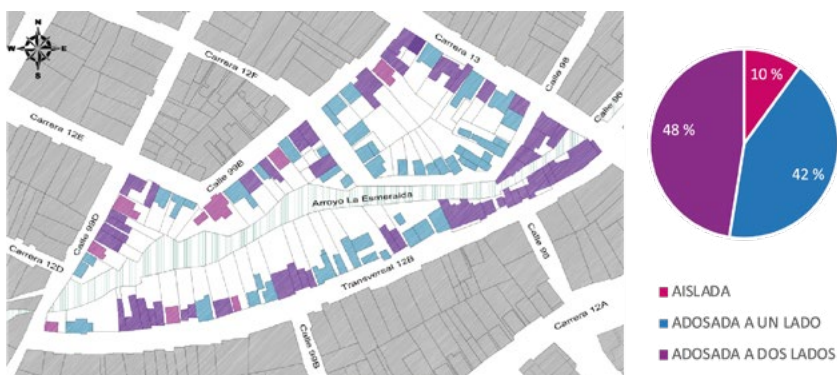 N
W E
S
Carrera 12F
Carrera 13
Calle 98
Calle 96
Carrera 12E
Calle 99B
Arroyo La Esmeralda
Calle 99D
Carrera 12D
Transversal 12B
Calle 96
Calle 99B
Carrera 12A
10 %
48 %
42 %
AISLADA
ADOSADA A UN LADO
ADOSADA A DOS LADOS